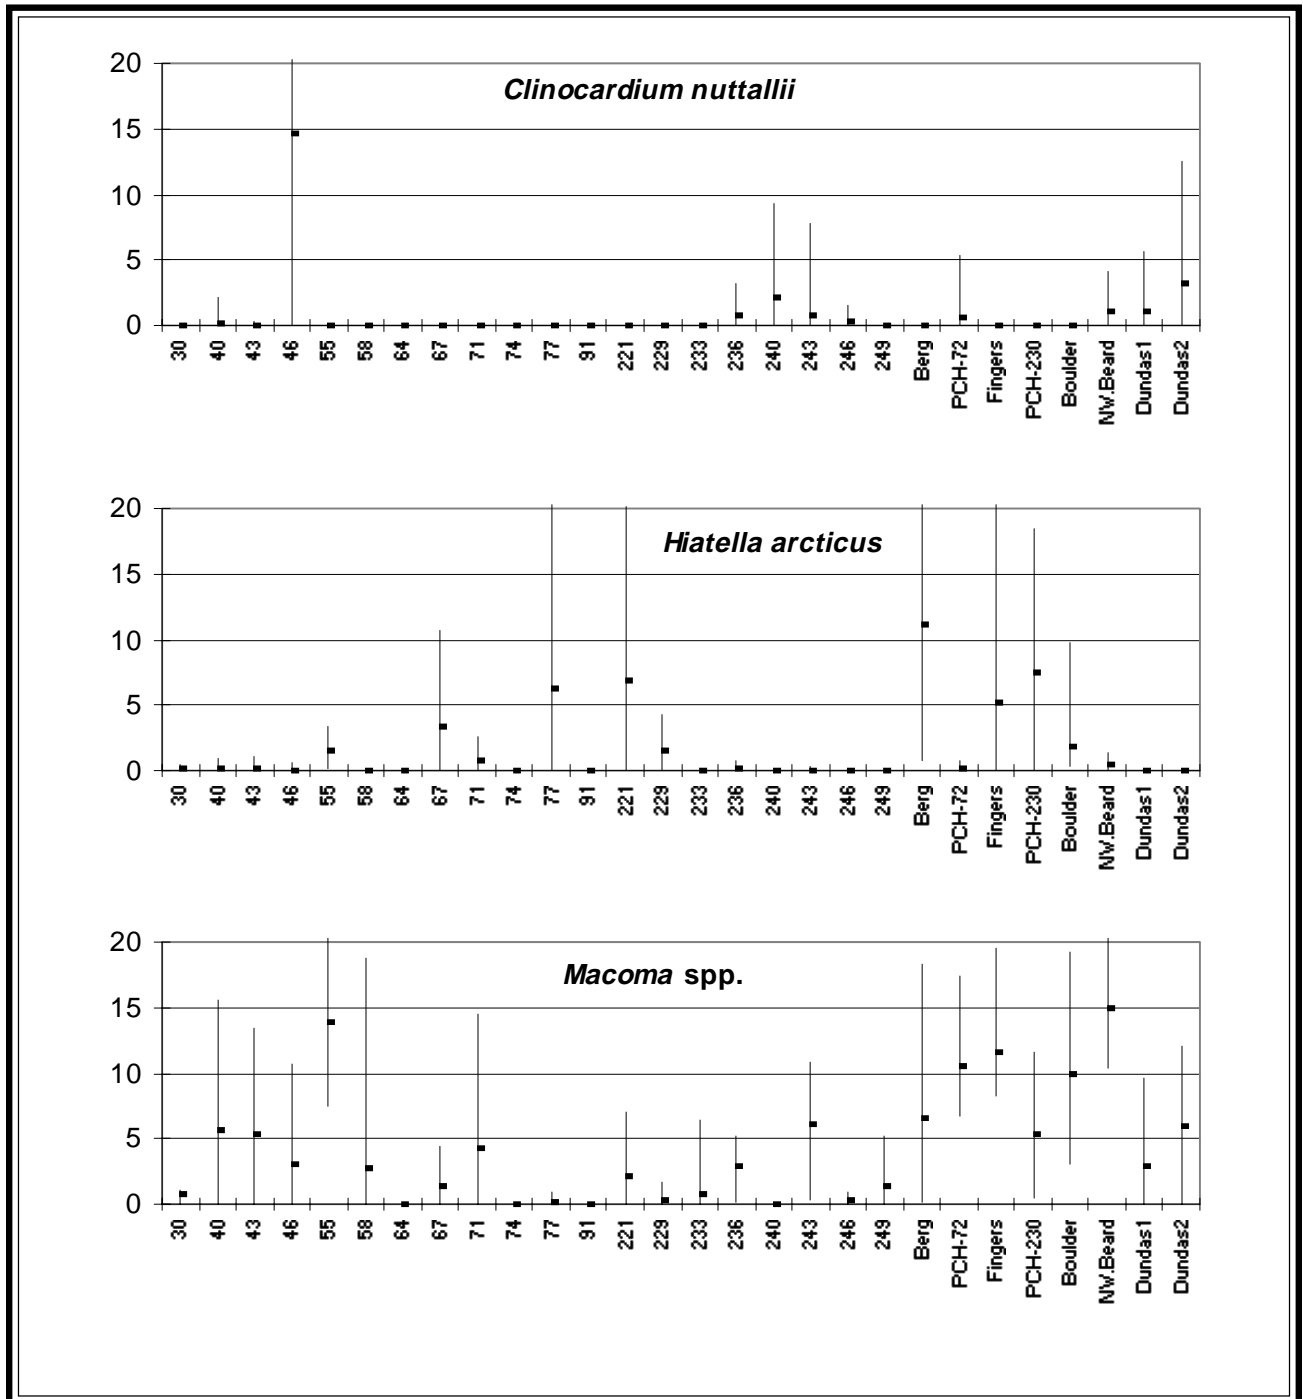 Clinocardium nuttallii
20
15
10
5
0
30 40 43 46 55 58 64 67 71 74 77 91 221 229 233 236 240 243 246 249 Berg PCH-72 Fingers PCH-230 Boulder NW.Beard Dundas1 Dundas2
Hiatella arcticus
20
15
10
5
0
30 40 43 46 55 58 64 67 71 74 77 91 221 229 233 236 240 243 246 249 Berg PCH-72 Fingers PCH-230 Boulder NW.Beard Dundas1 Dundas2
Macoma spp.
20
15
10
5
0
30 40 43 46 55 58 64 67 71 74 77 91 221 229 233 236 240 243 246 249 Berg PCH-72 Fingers PCH-230 Boulder NW.Beard Dundas1 Dundas2